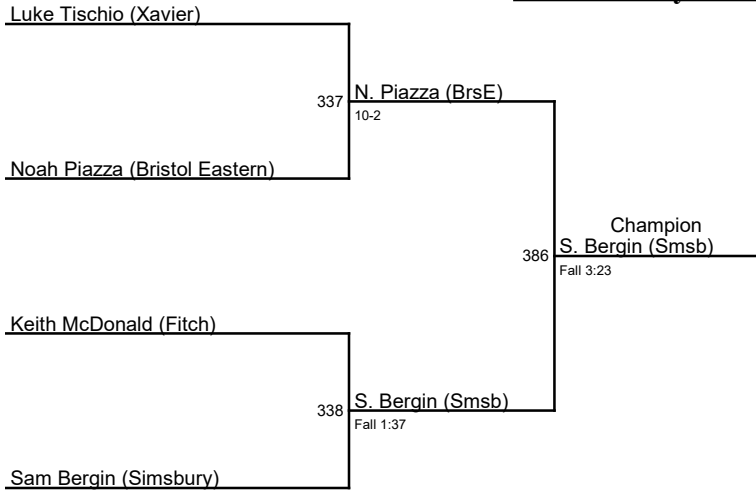 Luke Tischio (Xavier)
337
N. Piazza (BrsE)
10-2
Noah Piazza (Bristol Eastern)
Champion
386
S. Bergin (Smsb)
Fall 3:23
Keith McDonald (Fitch)
338
S. Bergin (Smsb)
Fall 1:37
Sam Bergin (Simsbury)